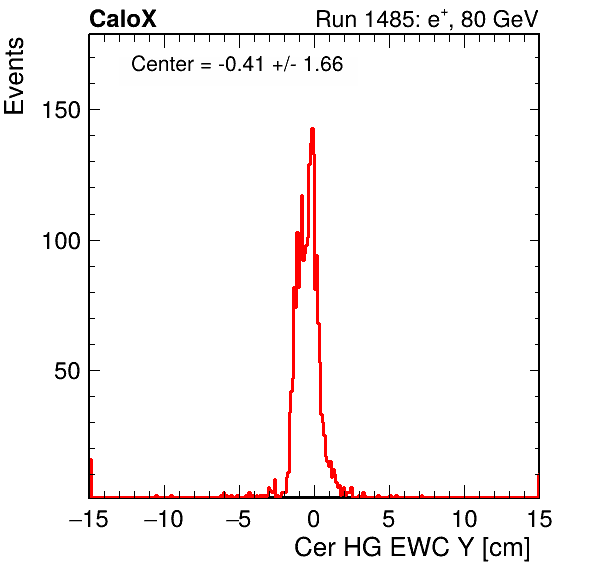 CaloX Run 1485: e⁺, 80 GeV
Center = -0.41 +/- 1.66
Events
150
100
50
−15 −10 −5 0 5 10 15
Cer HG EWC Y [cm]